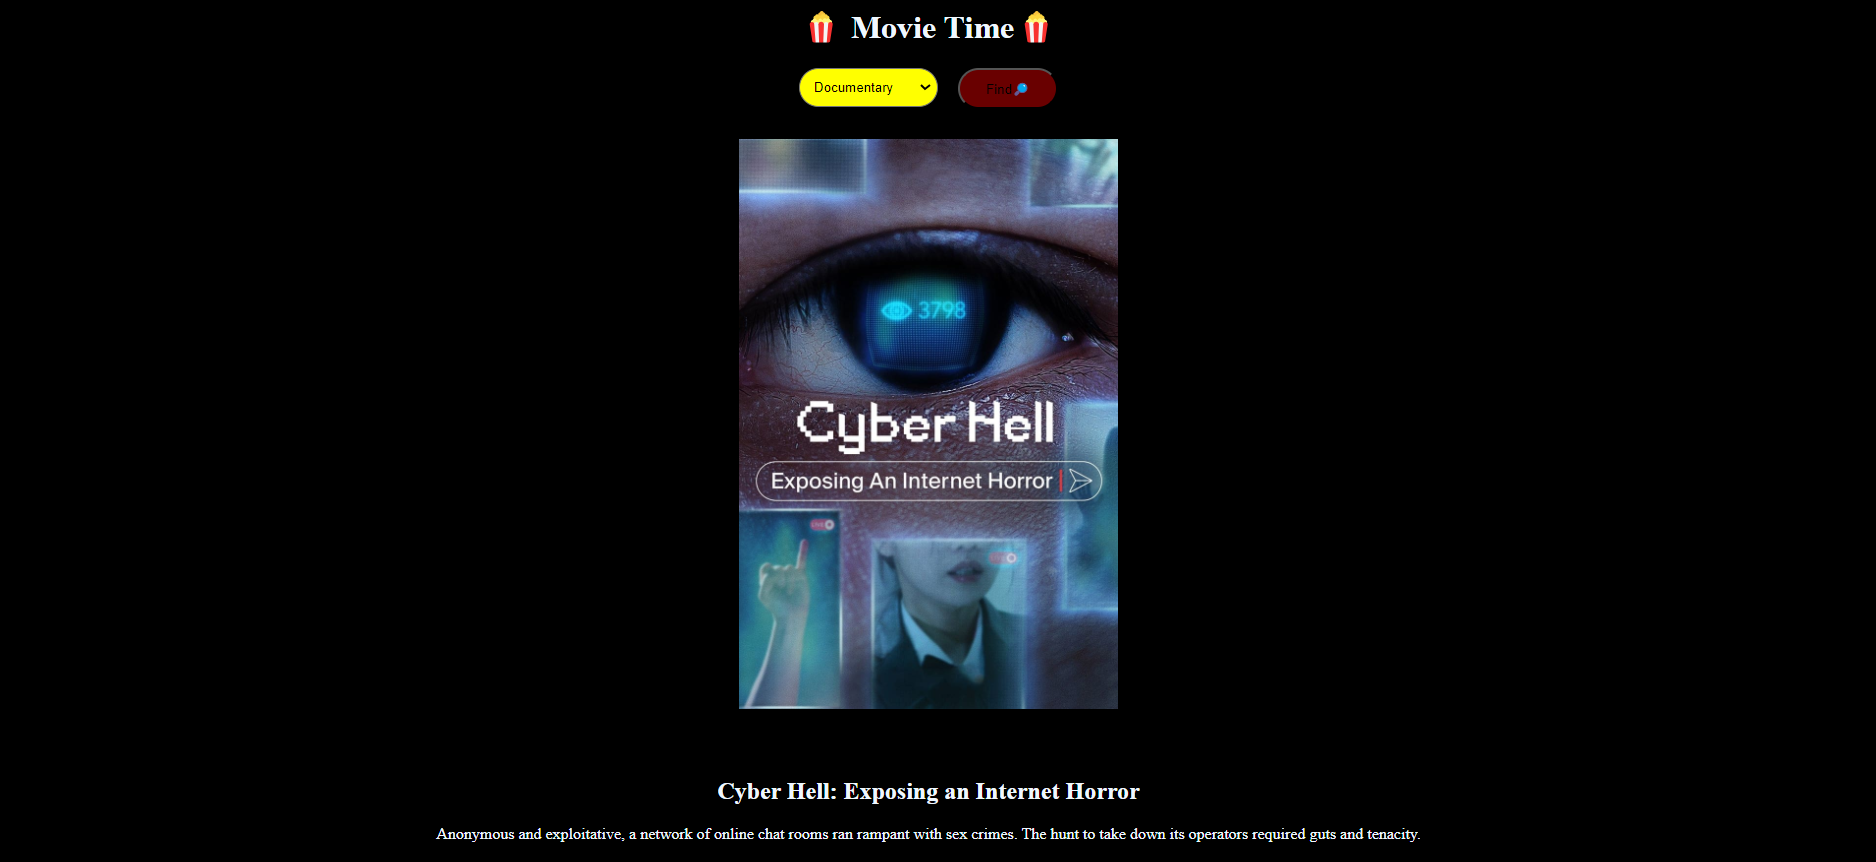 🍿 Movie Time 🍿
Documentary
Find🔎
3798
Cyber Hell
Exposing An Internet Horror
LIVE
Cyber Hell: Exposing an Internet Horror
Anonymous and exploitative, a network of online chat rooms ran rampant with sex crimes. The hunt to take down its operators required guts and tenacity.